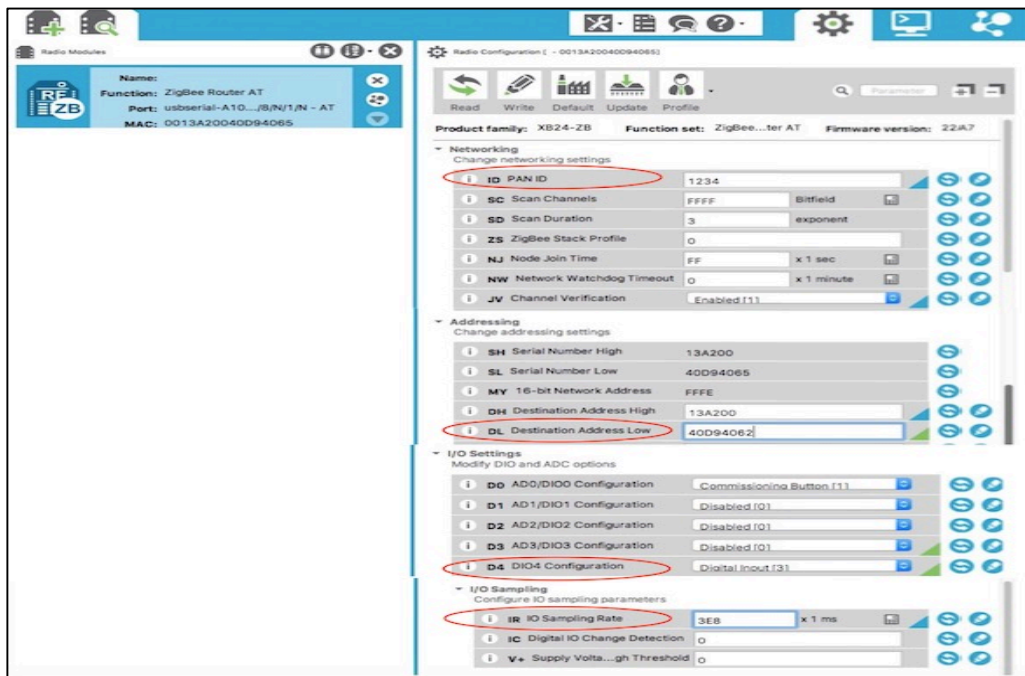 Radio Modules
Name:
Function: ZigBee Router AT
Port: usbserial-A10.../8/N/1/N - AT
MAC: 0013A20040D94065
RF
ZB
Radio Configuration [ - 0013A20040D94065]
Read Write Default Update Profile
Parameter
Product family: XB24-ZB Function set: ZigBee...ter AT Firmware version: 22A7
Networking
Change networking settings
i ID PAN ID 1234
i SC Scan Channels FFFF Bitfield
i SD Scan Duration 3 exponent
i ZS ZigBee Stack Profile 0
i NJ Node Join Time FF x 1 sec
i NW Network Watchdog Timeout 0 x 1 minute
i JV Channel Verification Enabled [1]
Addressing
Change addressing settings
i SH Serial Number High 13A200
i SL Serial Number Low 40D94065
i MY 16-bit Network Address FFFE
i DH Destination Address High 13A200
i DL Destination Address Low 40D94062
I/O Settings
Modify DIO and ADC options
i D0 AD0/DIO0 Configuration Commissioning Button [1]
i D1 AD1/DIO1 Configuration Disabled [0]
i D2 AD2/DIO2 Configuration Disabled [0]
i D3 AD3/DIO3 Configuration Disabled [0]
i D4 DIO4 Configuration Digital Input [3]
I/O Sampling
Configure IO sampling parameters
i IR IO Sampling Rate 3E8 x 1 ms
i IC Digital IO Change Detection 0
i V+ Supply Volta...gh Threshold 0